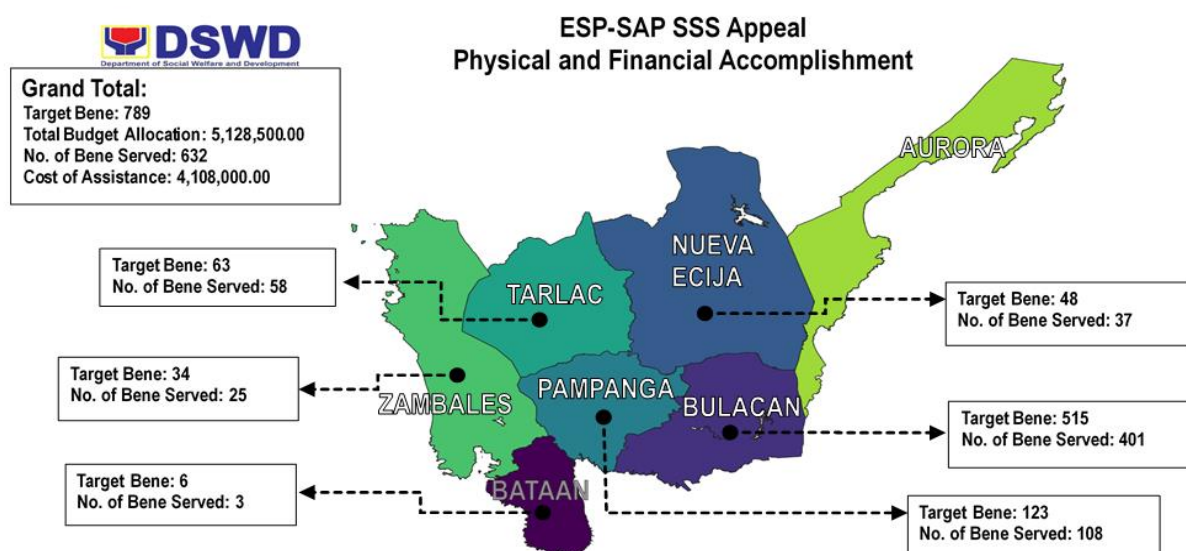 DSWD
Department of Social Welfare and Development
ESP-SAP SSS Appeal
Physical and Financial Accomplishment
Grand Total:
Target Bene: 789
Total Budget Allocation: 5,128,500.00
No. of Bene Served: 632
Cost of Assistance: 4,108,000.00
AURORA
NUEVA
ECIJA
TARLAC
PAMPANGA
BULACAN
ZAMBALES
BATAAN
Target Bene: 63
No. of Bene Served: 58
Target Bene: 34
No. of Bene Served: 25
Target Bene: 6
No. of Bene Served: 3
Target Bene: 48
No. of Bene Served: 37
Target Bene: 515
No. of Bene Served: 401
Target Bene: 123
No. of Bene Served: 108